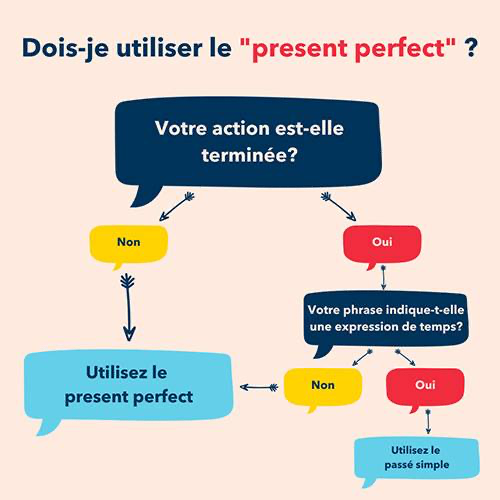 Dois-je utiliser le "present perfect" ?
Votre action est-elle
terminée?
Non
Oui
Votre phrase indique-t-elle
une expression de temps?
Utilisez le
present perfect
Non
Oui
Utilisez le
passé simple